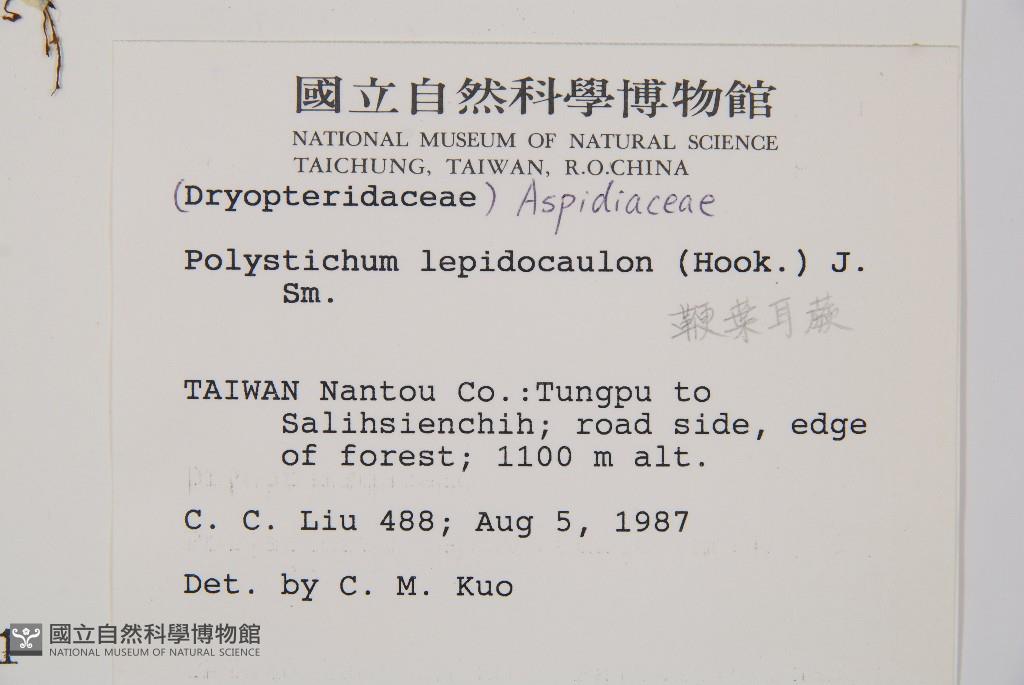 國立自然科學博物館
NATIONAL MUSEUM OF NATURAL SCIENCE
TAICHUNG, TAIWAN, R.O.CHINA
(Dryopteridaceae) Aspidiaceae
Polystichum lepidocaulon (Hook.) J.
Sm.
鞭葉耳蕨
TAIWAN Nantou Co.:Tungpu to
Salihsienchih; road side, edge
of forest; 1100 m alt.
C. C. Liu 488; Aug 5, 1987
Det. by C. M. Kuo
1
國立自然科學博物館
NATIONAL MUSEUM OF NATURAL SCIENCE